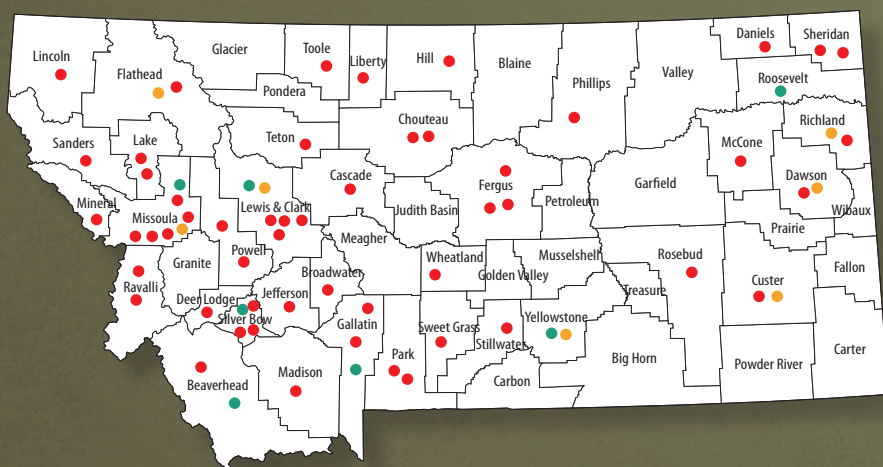 Lincoln
Flathead
Glacier
Toole
Liberty
Hill
Blaine
Phillips
Valley
Daniels
Sheridan
Roosevelt
Pondera
Chouteau
Teton
Richland
Sanders
Lake
McCone
Dawson
Wibaux
Mineral
Missoula
Lewis & Clark
Cascade
Judith Basin
Fergus
Petroleum
Garfield
Prairie
Powell
Granite
Meagher
Broadwater
Wheatland
Golden Valley
Musselshell
Rosebud
Treasure
Custer
Fallon
Ravalli
Deer Lodge
Silver Bow
Jefferson
Gallatin
Park
Sweet Grass
Stillwater
Yellowstone
Big Horn
Carbon
Powder River
Carter
Beaverhead
Madison